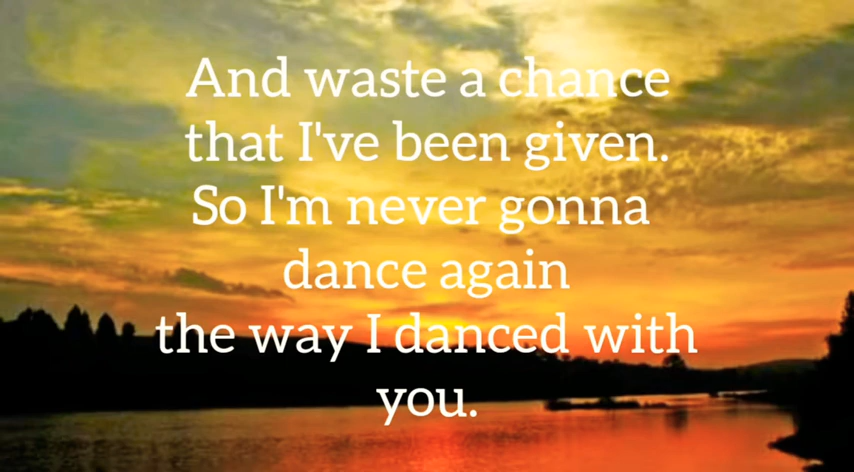 And waste a chance
that I've been given.
So I'm never gonna
dance again
the way I danced with
you.